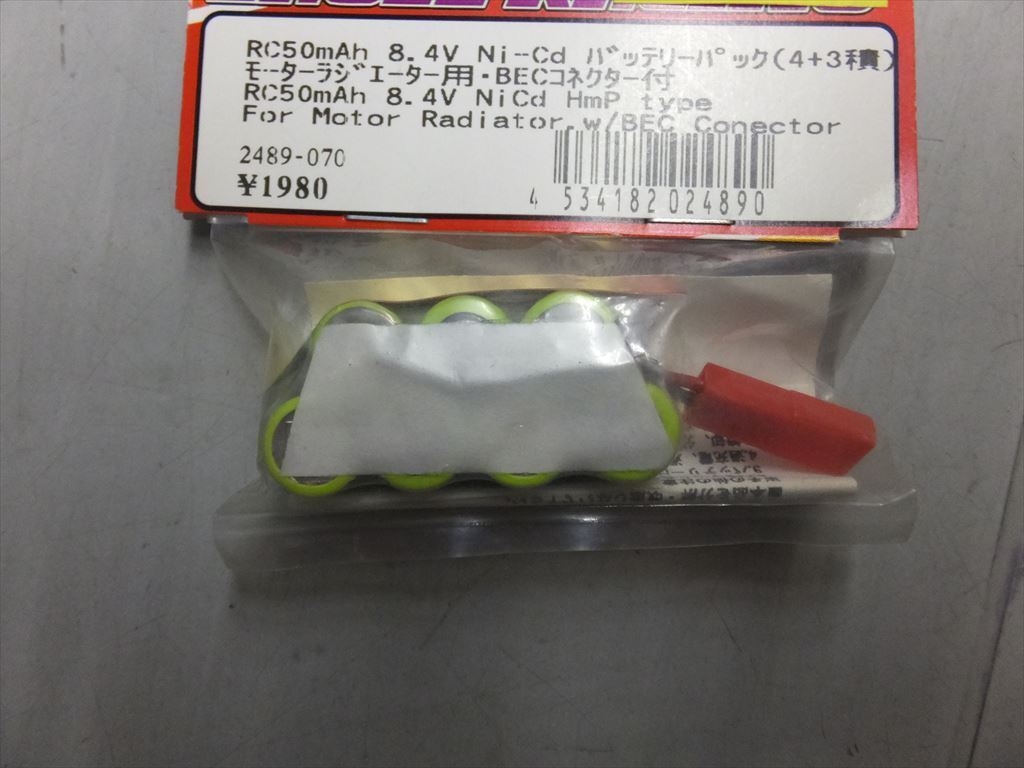 RC50mAh 8.4V Ni-Cd バッテリーパック(4+3積)
モーターラジエーター用・BECコネクター付
RC50mAh 8.4V NiCd HmP type
For Motor Radiator w/BEC Conector
2489-070
¥1980
4 534182 024890